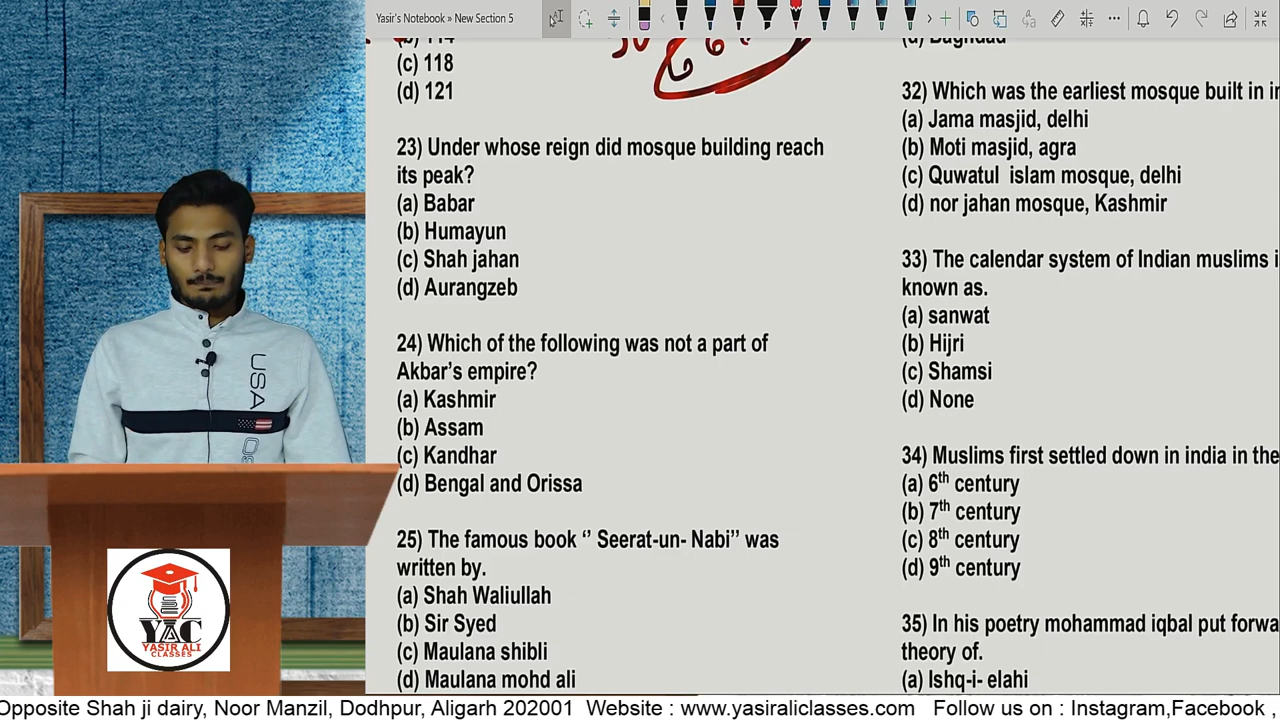 Yasir's Notebook » New Section 5
(b) 114
(c) 118
(d) 121
23) Under whose reign did mosque building reach
its peak?
(a) Babar
(b) Humayun
(c) Shah jahan
(d) Aurangzeb
24) Which of the following was not a part of
Akbar's empire?
(a) Kashmir
(b) Assam
(c) Kandhar
(d) Bengal and Orissa
25) The famous book '' Seerat-un- Nabi'' was
written by.
(a) Shah Waliullah
(b) Sir Syed
(c) Maulana shibli
(d) Maulana mohd ali
(d) Baghdad
32) Which was the earliest mosque built in
(a) Jama masjid, delhi
(b) Moti masjid, agra
(c) Quwatul islam mosque, delhi
(d) nor jahan mosque, Kashmir
33) The calendar system of Indian muslims
known as.
(a) sanwat
(b) Hijri
(c) Shamsi
(d) None
34) Muslims first settled down in india in the
(a) 6th century
(b) 7th century
(c) 8th century
(d) 9th century
35) In his poetry mohammad iqbal put
theory of.
(a) Ishq-i- elahi
USA
YAC
YASIR ALI
CLASSES
Opposite Shah ji dairy, Noor Manzil, Dodhpur, Aligarh 202001 Website : www.yasiraliclasses.com Follow us on : Instagram,Facebook ,